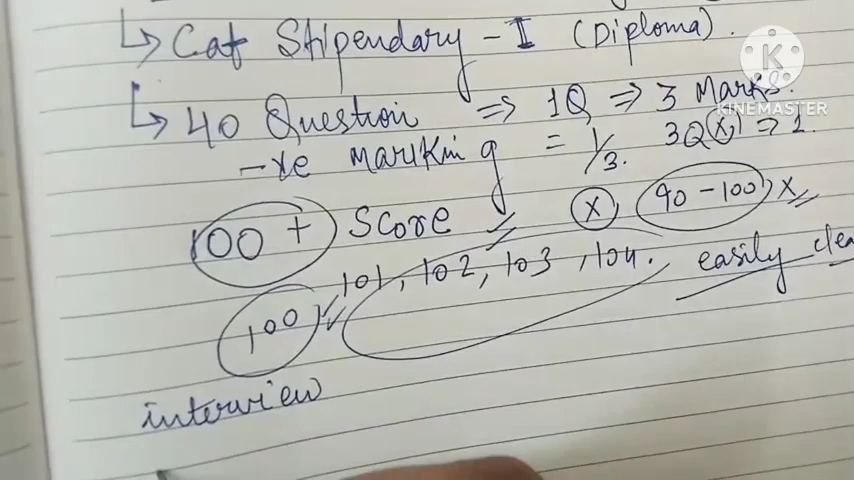 ↳ Cat Stipendary - I (Diploma).
↳ 40 Question ⇒ 1Q ⇒ 3 Marks.
-ve marking = 1/3. 3Q(x) ⇒ 1.
100 + Score (x) (90 - 100) x
101, 102, 103, 104. easily clea
100
interview
K
KINEMASTER